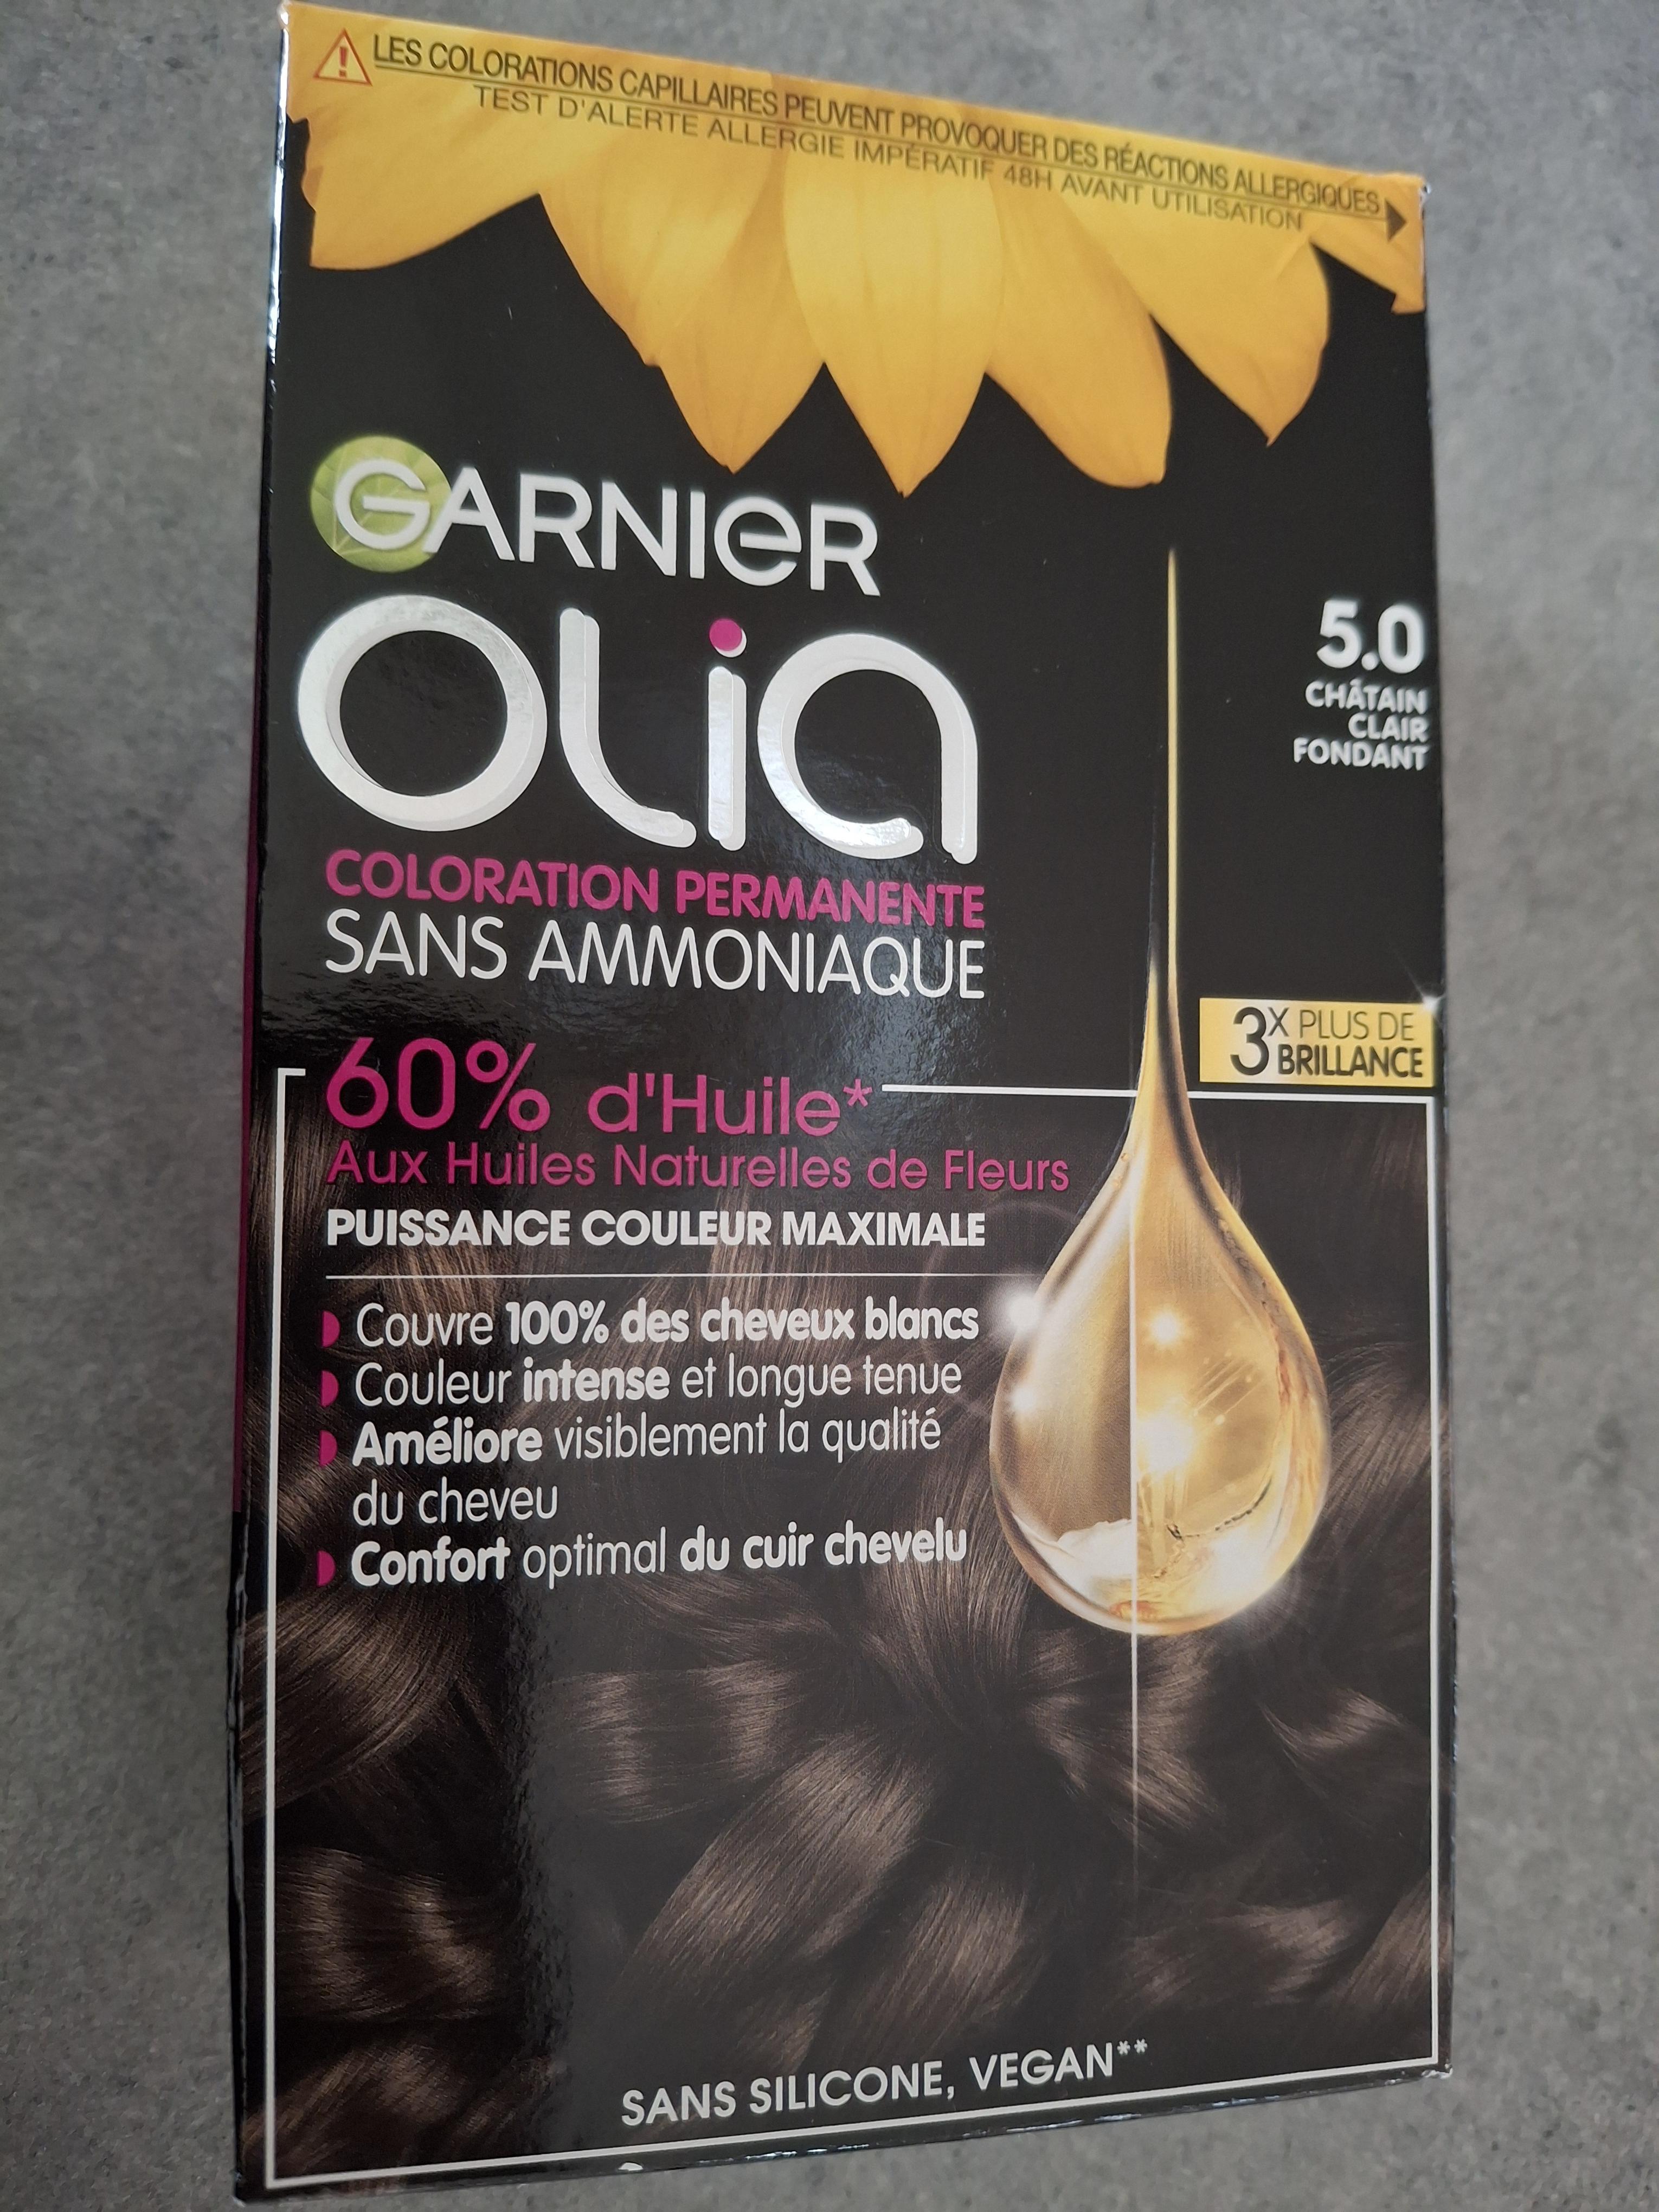 LES COLORATIONS CAPILLAIRES PEUVENT PROVOQUER DES RÉACTIONS ALLERGIQUES
TEST D'ALERTE ALLERGIE IMPÉRATIF 48H AVANT UTILISATION
GARNIER
OLIA
5.0
CHÂTAIN
CLAIR
FONDANT
COLORATION PERMANENTE
SANS AMMONIAQUE
3X PLUS DE
BRILLANCE
60% d'Huile*
Aux Huiles Naturelles de Fleurs
PUISSANCE COULEUR MAXIMALE
Couvre 100% des cheveux blancs
Couleur intense et longue tenue
Améliore visiblement la qualité
du cheveu
Confort optimal du cuir chevelu
SANS SILICONE, VEGAN**